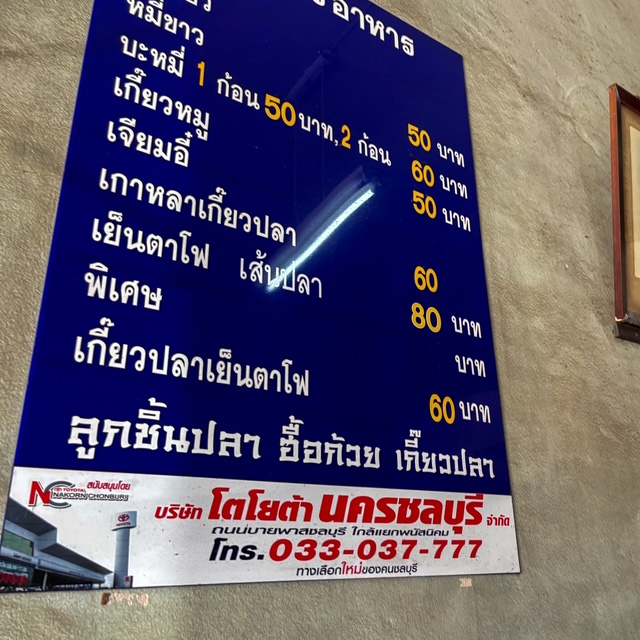 อาหาร
หมี่ขาว
บะหมี่ 1 ก้อน 50 บาท, 2 ก้อน
50 บาท
เกี๊ยวหมู
60 บาท
เจียมอี๋
50 บาท
เกาหลาเกี๊ยวปลา
เย็นตาโฟ เส้นปลา
60
พิเศษ
80 บาท
บาท
เกี๊ยวปลาเย็นตาโฟ
60 บาท
ลูกชิ้นปลา ฮื้อก้วย เกี๊ยวปลา
สนับสนุนโดย
NC TOYOTA NAKORN CHONBURI
บริษัท โตโยต้า นครชลบุรี จำกัด
ถนนบายพาสชลบุรี ใกล้แยกพนัสนิคม
โทร.033-037-777
ทางเลือกใหม่ของคนชลบุรี